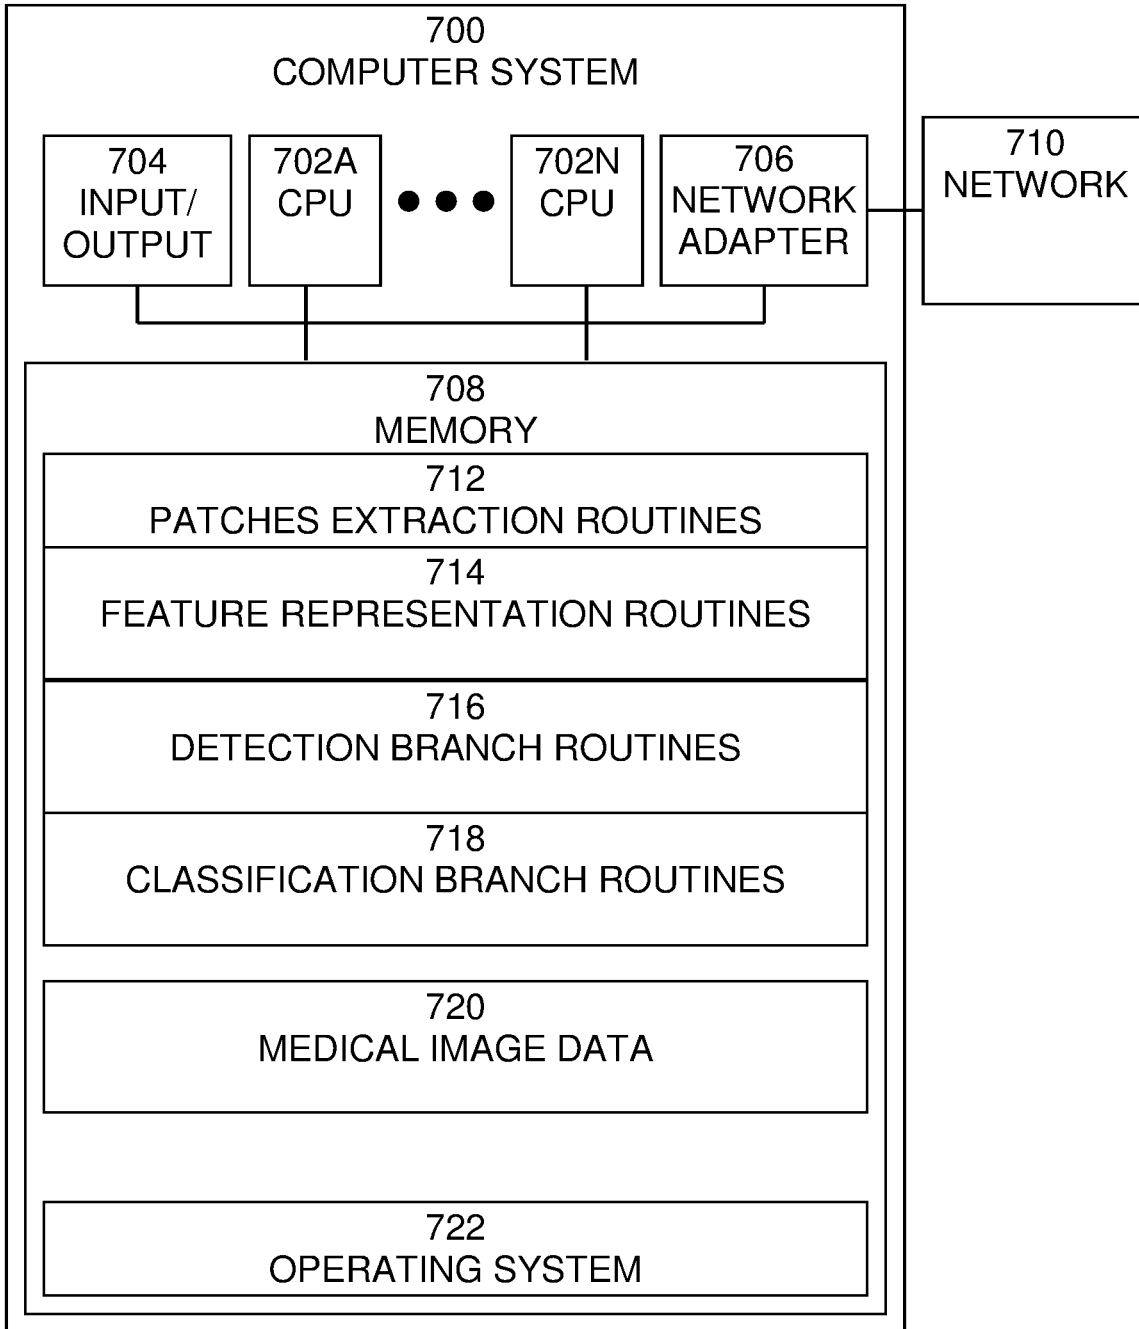 700
COMPUTER SYSTEM
704
INPUT/
OUTPUT
702A
CPU
702N
CPU
706
NETWORK
ADAPTER
710
NETWORK
708
MEMORY
712
PATCHES EXTRACTION ROUTINES
714
FEATURE REPRESENTATION ROUTINES
716
DETECTION BRANCH ROUTINES
718
CLASSIFICATION BRANCH ROUTINES
720
MEDICAL IMAGE DATA
722
OPERATING SYSTEM